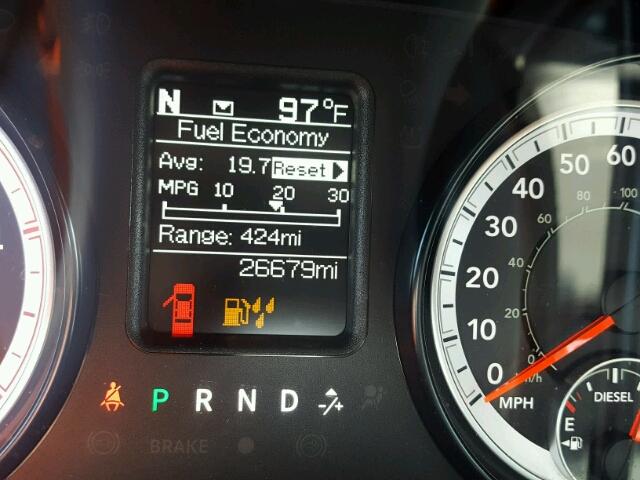 N 97°F
Fuel Economy
Avg: 19.7 Reset
MPG 10 20 30
Range: 424mi
26679mi
P R N D -/+
BRAKE
60
50
40
30
20
10
0
MPH
100
80
60
40
20
0
km/h
DIESEL
E